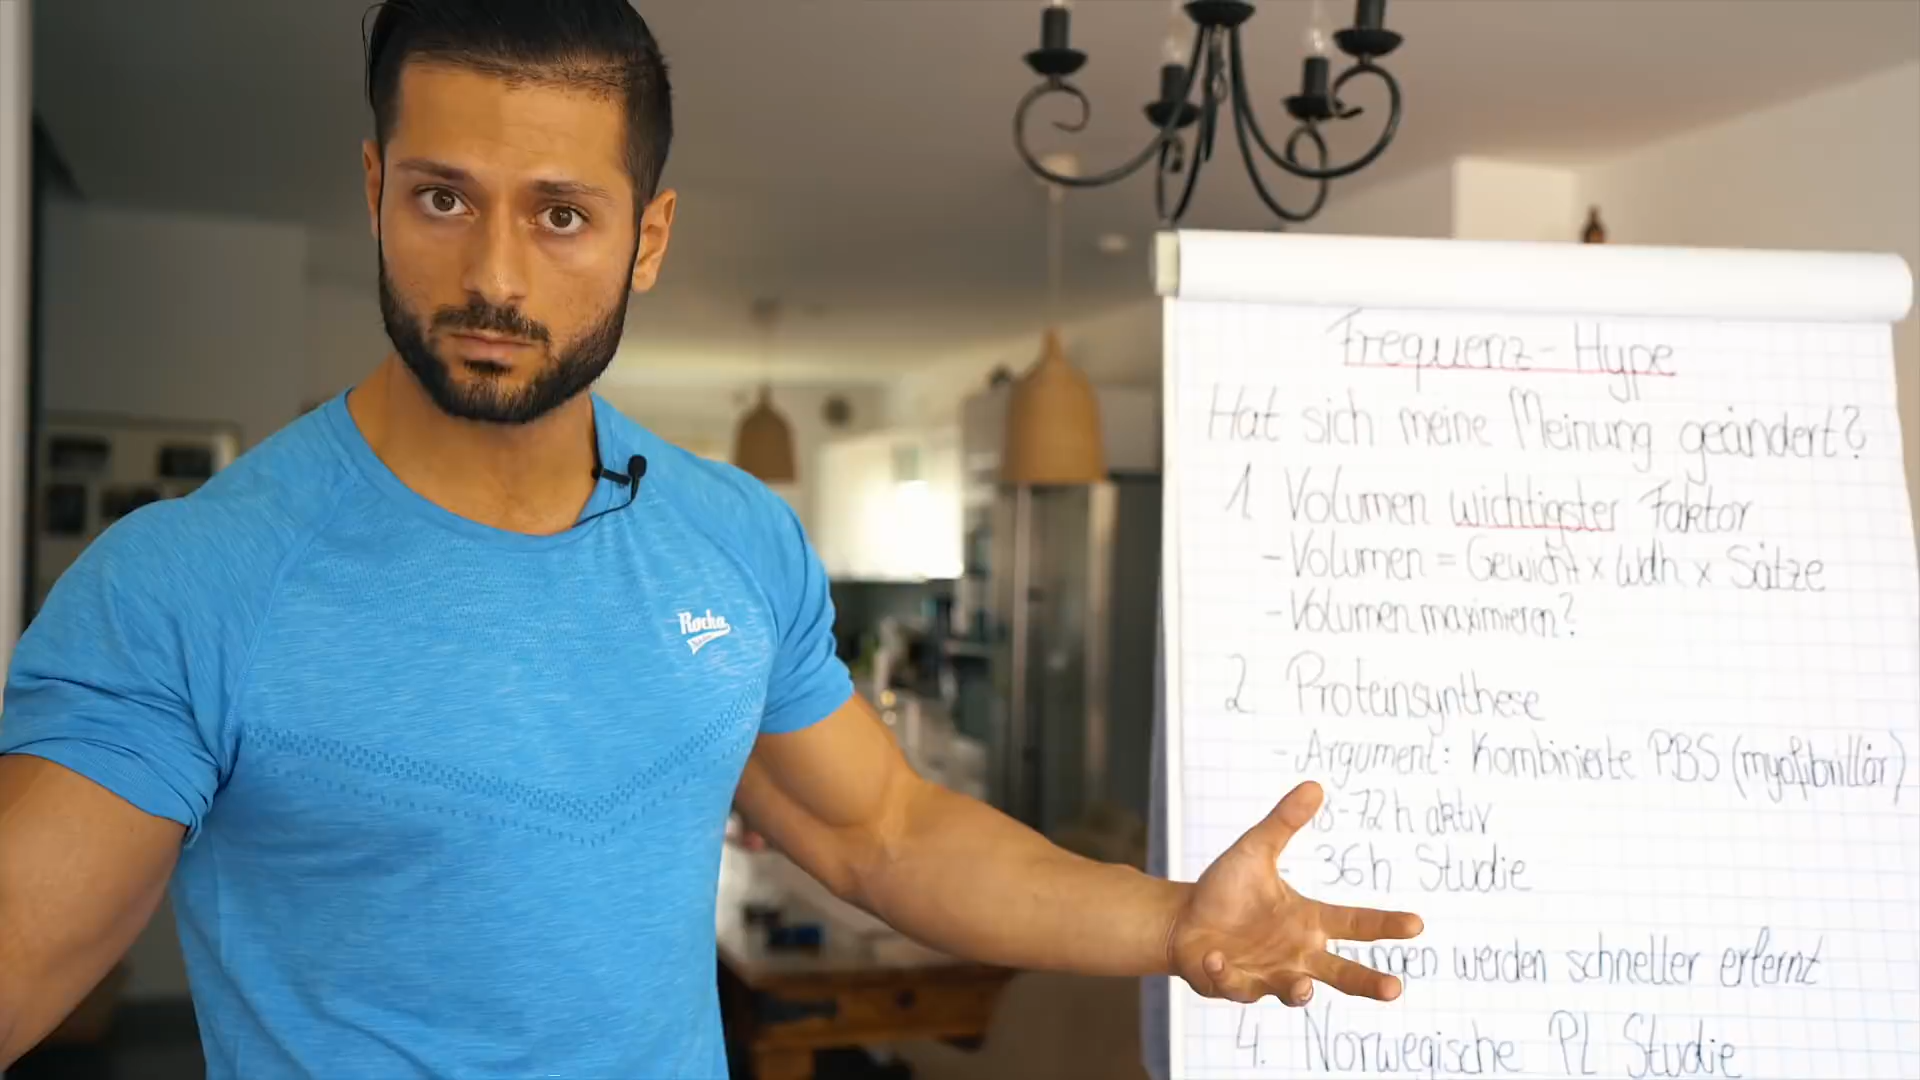 Rocka
Frequenz-Hype
Hat sich meine Meinung geändert?
1 Volumen wichtigster Faktor
- Volumen = Gewicht x Wdh x Sätze
- Volumen maximieren?
2 Proteinsynthese
- Argument: Kombinierte PBS (myofibrillär)
8-72h aktiv
- 36h Studie
werden schneller erlernt
4. Norwegische PL Studie